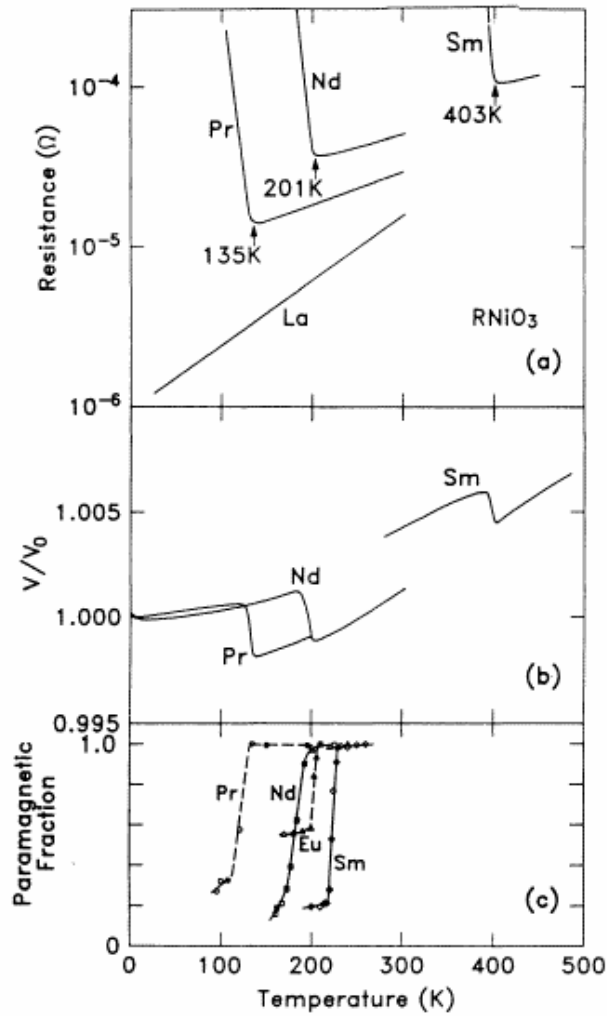 Resistance (Ω)
10⁻⁴
10⁻⁵
10⁻⁶
Pr
Nd
Sm
403K
201K
135K
La
RNiO₃
(a)
V/V₀
1.005
1.000
0.995
Sm
Nd
Pr
(b)
Paramagnetic
Fraction
1.0
0
Pr
Nd
Eu
Sm
(c)
0 100 200 300 400 500
Temperature (K)